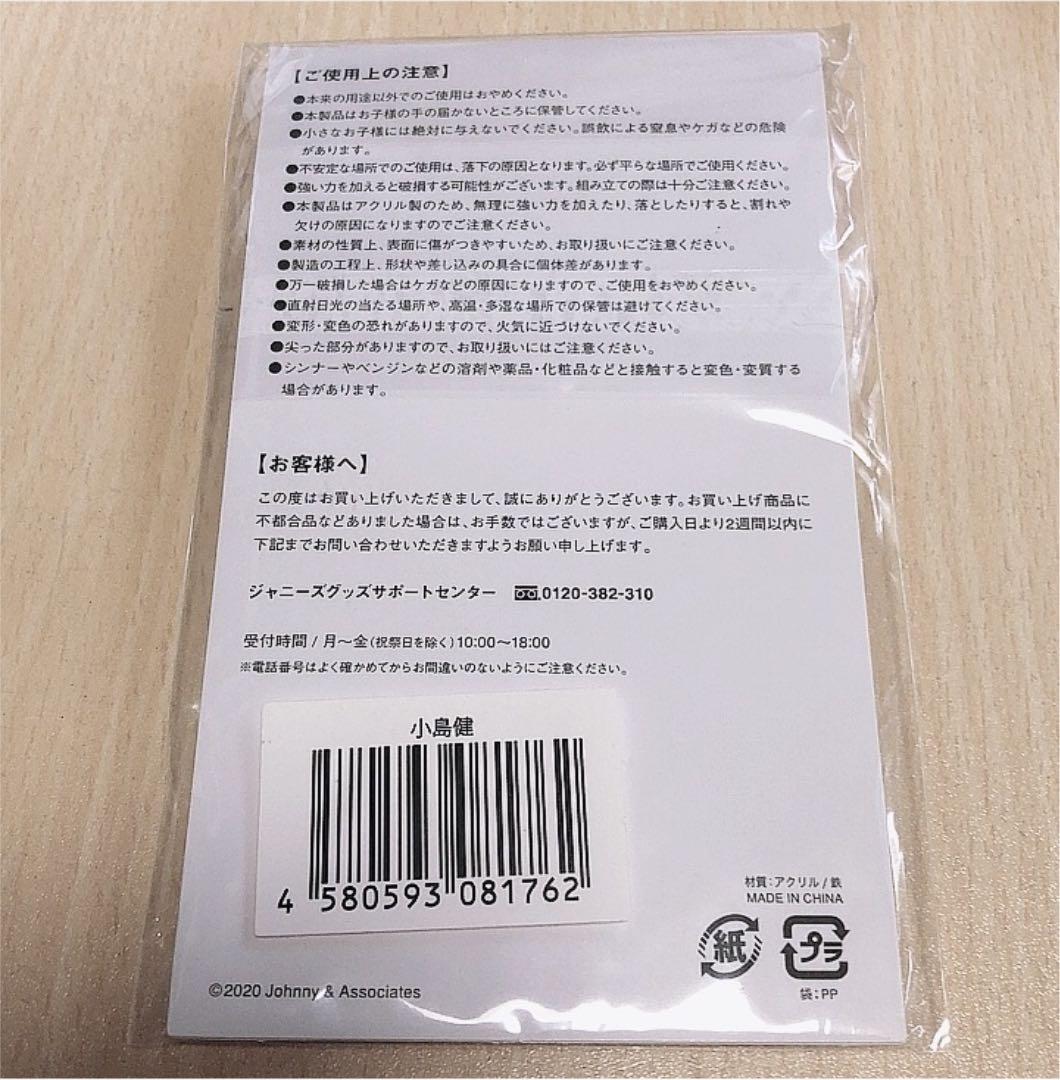 【ご使用上の注意】
●本来の用途以外でのご使用はおやめください。
●本製品はお子様の手の届かないところに保管してください。
●小さなお子様には絶対に与えないでください。誤飲による窒息やケガなどの危険
があります。
●不安定な場所でのご使用は、落下の原因となります。必ず平らな場所でご使用ください。
●強い力を加えると破損する可能性がございます。組み立ての際は十分ご注意ください。
●本製品はアクリル製のため、無理に強い力を加えたり、落としたりすると、割れや
欠けの原因になりますのでご注意ください。
●素材の性質上、表面に傷がつきやすいため、お取り扱いにご注意ください。
●製造の工程上、形状や差し込みの具合に個体差があります。
●万一破損した場合はケガなどの原因になりますので、ご使用をおやめください。
●直射日光の当たる場所や、高温・多湿な場所での保管は避けてください。
●変形・変色の恐れがありますので、火気に近づけないでください。
●尖った部分がありますので、お取り扱いにはご注意ください。
●シンナーやベンジンなどの溶剤や薬品・化粧品などと接触すると変色・変質する
場合があります。
【お客様へ】
この度はお買い上げいただきまして、誠にありがとうございます。お買い上げ商品に
不都合品などありました場合は、お手数ではございますが、ご購入日より2週間以内に
下記までお問い合わせいただきますようお願い申し上げます。
ジャニーズグッズサポートセンター 0120-382-310
受付時間/月〜金(祝祭日を除く)10:00〜18:00
※電話番号はよく確かめてからお間違いのないようにご注意ください。
小島健
4 580593 081762
材質:アクリル/鉄
MADE IN CHINA
紙 プラ
袋:PP
©2020 Johnny & Associates